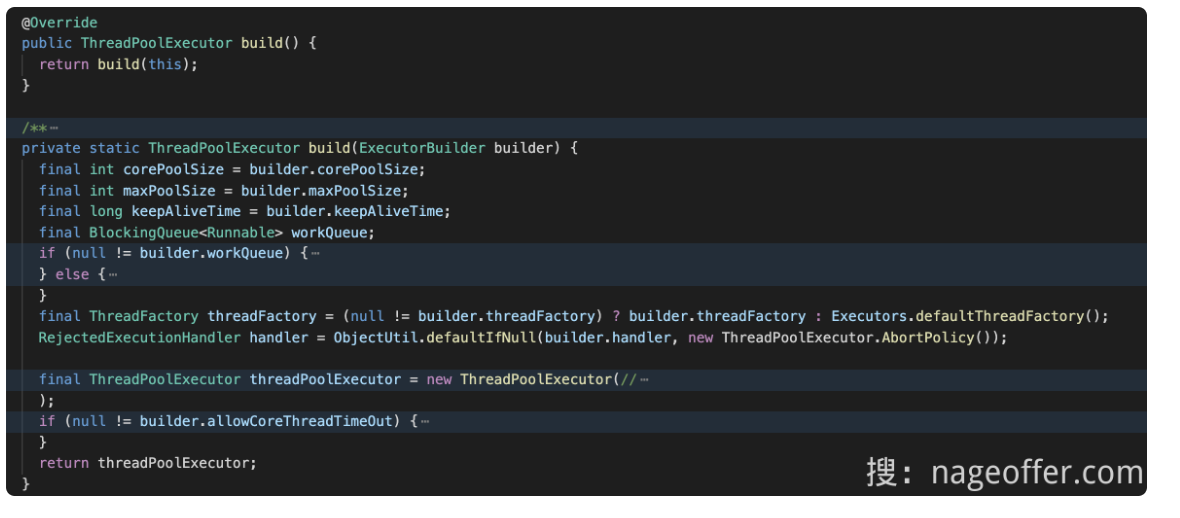 @Override
public ThreadPoolExecutor build() {
  return build(this);
}

/**⋯
private static ThreadPoolExecutor build(ExecutorBuilder builder) {
  final int corePoolSize = builder.corePoolSize;
  final int maxPoolSize = builder.maxPoolSize;
  final long keepAliveTime = builder.keepAliveTime;
  final BlockingQueue<Runnable> workQueue;
  if (null != builder.workQueue) {⋯
  } else {⋯
  }
  final ThreadFactory threadFactory = (null != builder.threadFactory) ? builder.threadFactory : Executors.defaultThreadFactory();
  RejectedExecutionHandler handler = ObjectUtil.defaultIfNull(builder.handler, new ThreadPoolExecutor.AbortPolicy());

  final ThreadPoolExecutor threadPoolExecutor = new ThreadPoolExecutor(//⋯
  );
  if (null != builder.allowCoreThreadTimeOut) {⋯
  }
  return threadPoolExecutor;
}
搜：nageoffer.com